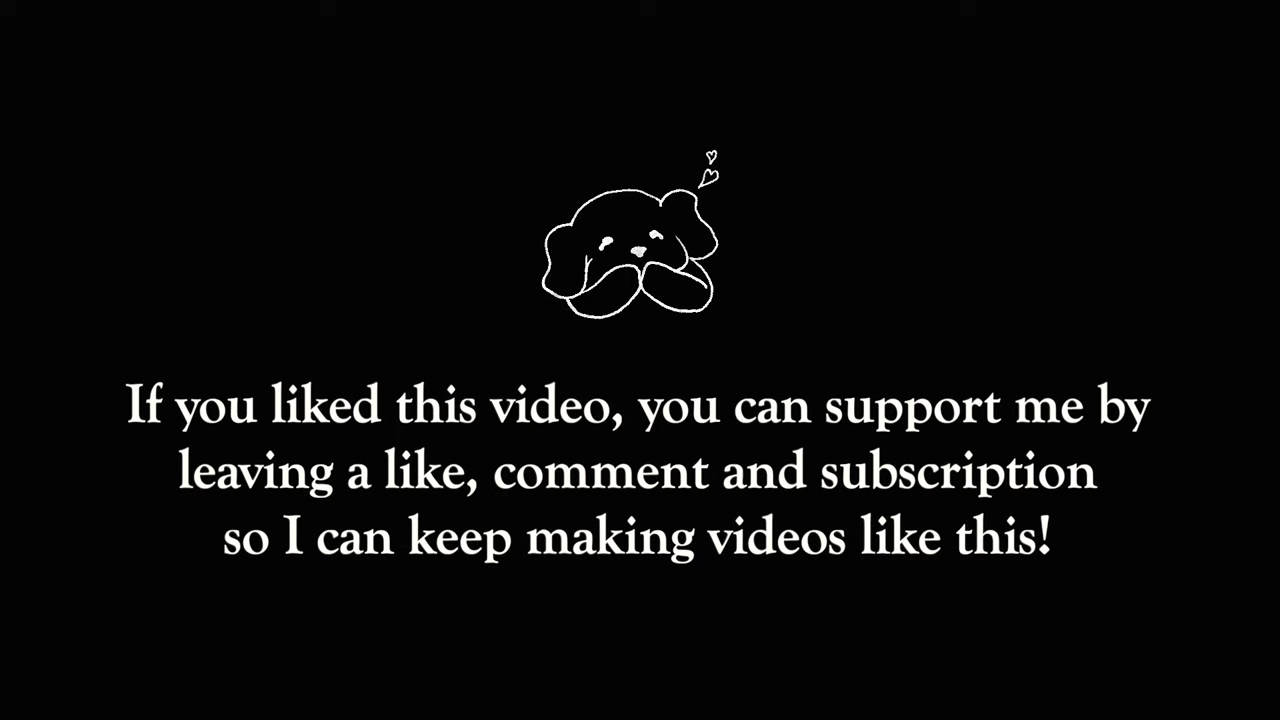 If you liked this video, you can support me by
leaving a like, comment and subscription
so I can keep making videos like this!